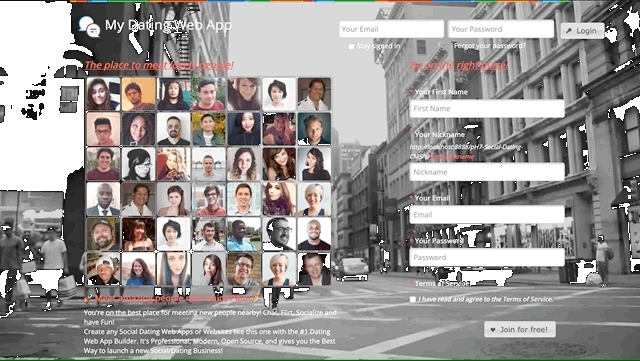 My Dating Web App
Your Email
Your Password
Login
Stay signed in
Forgot your password?
The place to meet lovely people!
* Your First Name
First Name
Your Nickname
http://localhost:8888/pH7-Social-Dating-
CMS/
Nickname
* Your Email
Email
* Your Password
Password
Terms of Service
I have read and agree to the Terms of Service.
You're on the best place for meeting new people nearby! Chat, Flirt, Socialize and
have Fun!
Create any Social Dating Web Apps or Websites like this one with the #1 Dating
Web App Builder. It's Professional, Modern, Open Source, and gives you the Best
Way to launch a new Social/Dating Business!
Join for free!